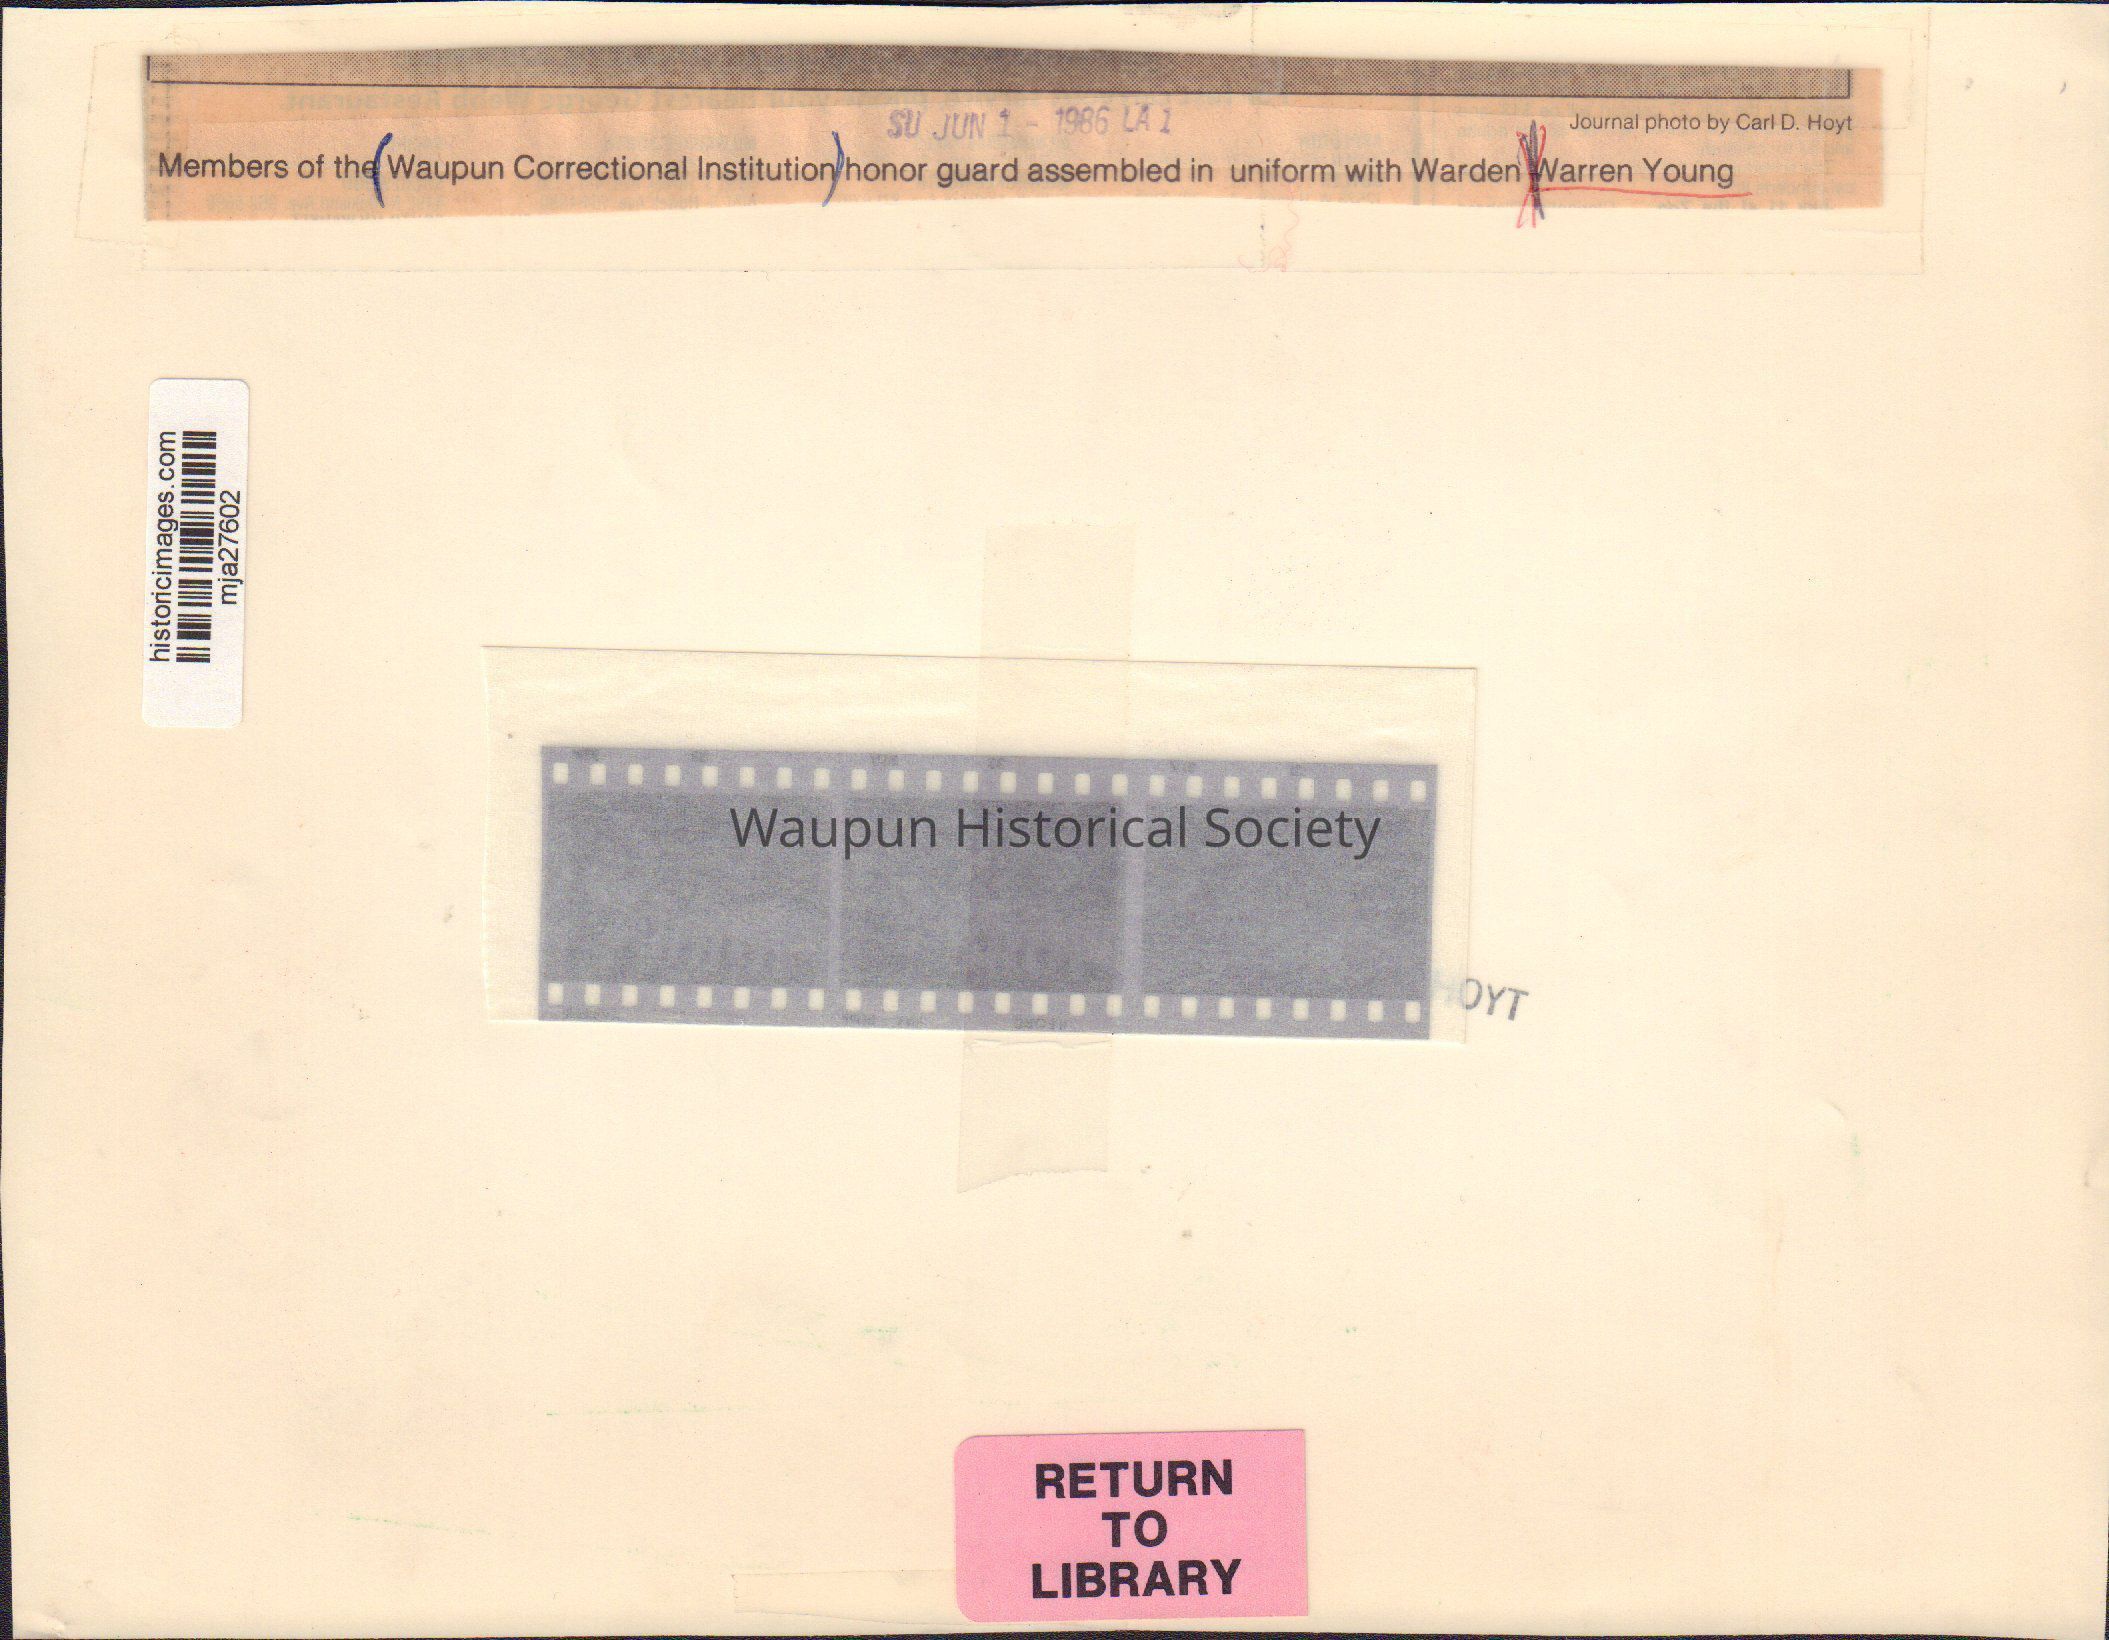 SU JUN 1 - 1986 LA 1
Journal photo by Carl D. Hoyt
Members of the (Waupun Correctional Institution) honor guard assembled in uniform with Warden Warren Young
historicimages.com
mja27602
Waupun Historical Society
OYT
RETURN
TO
LIBRARY